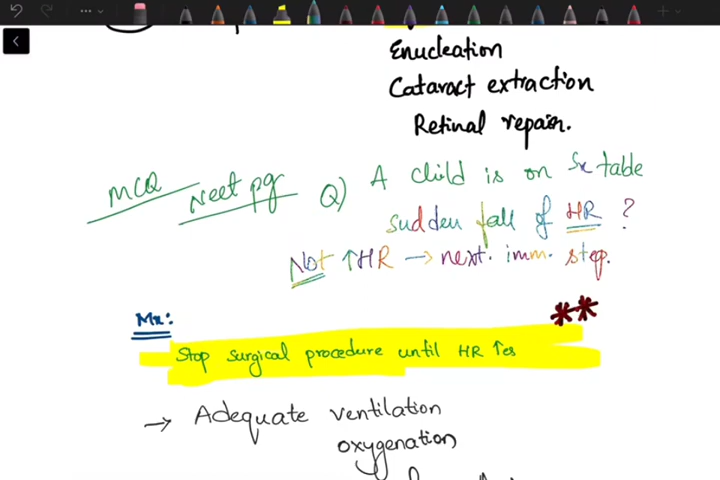 Enucleation
Cataract extraction
Retinal repair.
MCQ Neet pg Q) A child is on Sx table
sudden fall of HR ?
Not ↑HR → next. imm. step.
Mx: **
Stop surgical procedure until HR ↑es
→ Adequate ventilation
oxygenation